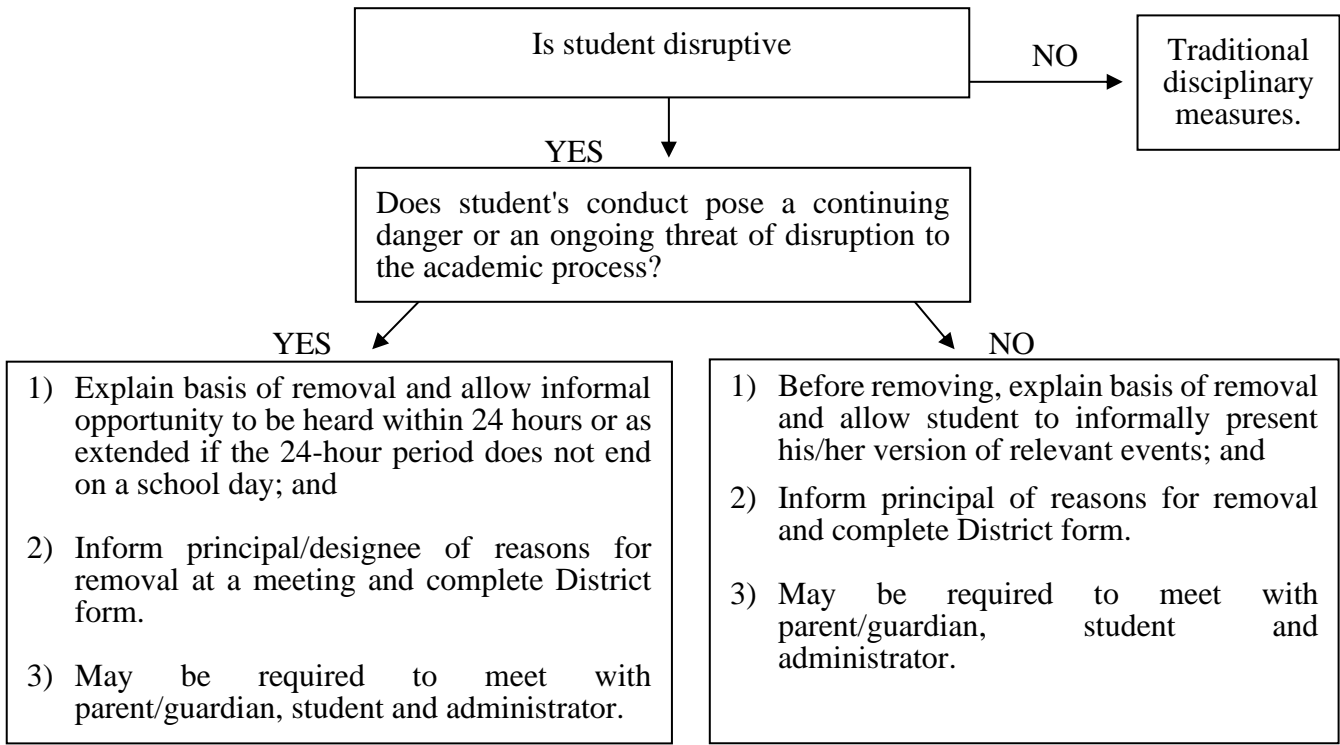 Is student disruptive
NO
Traditional
disciplinary
measures.
YES
Does student's conduct pose a continuing
danger or an ongoing threat of disruption to
the academic process?
YES
1) Explain basis of removal and allow informal
opportunity to be heard within 24 hours or as
extended if the 24-hour period does not end
on a school day; and
2) Inform principal/designee of reasons for
removal at a meeting and complete District
form.
3) May be required to meet with
parent/guardian, student and administrator.
NO
1) Before removing, explain basis of removal
and allow student to informally present
his/her version of relevant events; and
2) Inform principal of reasons for removal
and complete District form.
3) May be required to meet with
parent/guardian, student and
administrator.